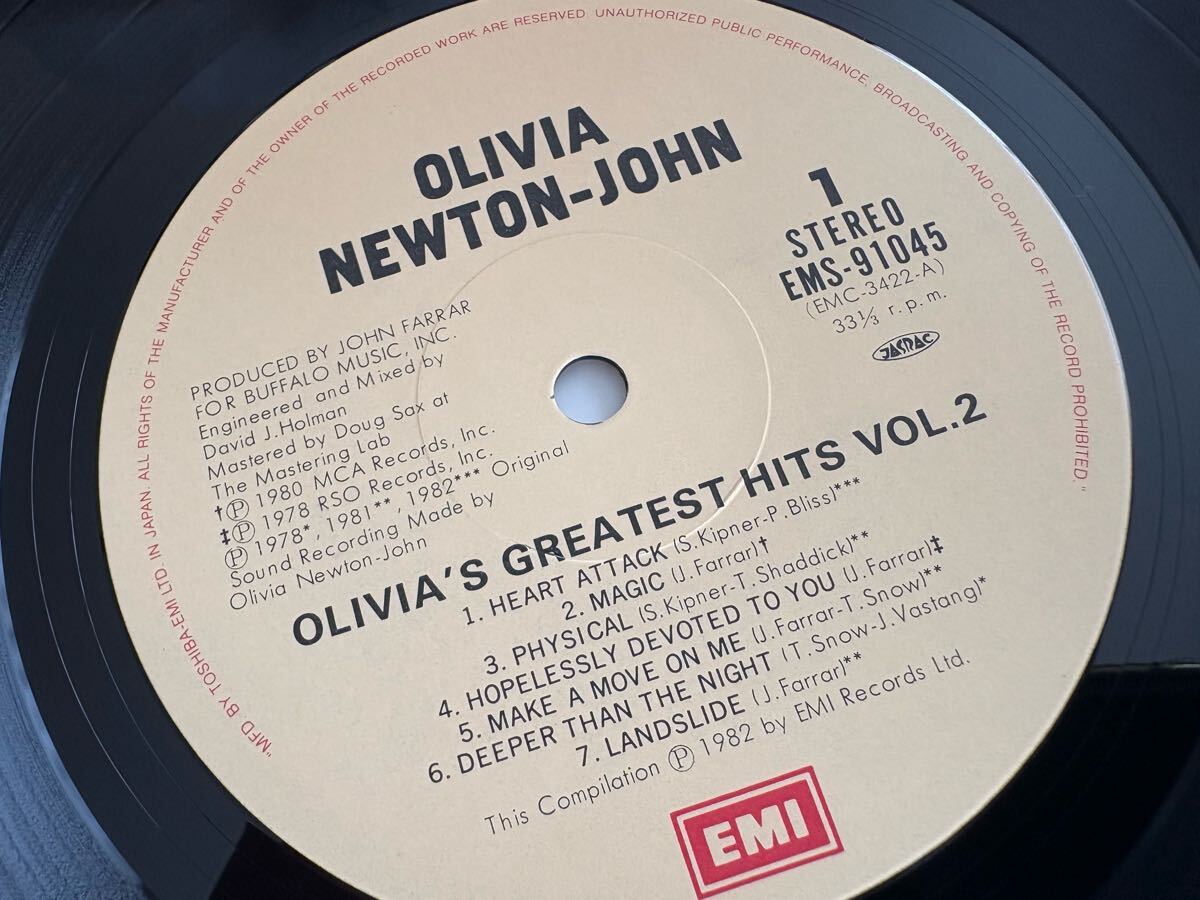 "MFD BY TOSHIBA-EMI LTD. IN JAPAN. ALL RIGHTS OF THE MANUFACTURER AND OF THE OWNER OF THE RECORDED WORK ARE RESERVED. UNAUTHORIZED PUBLIC PERFORMANCE, BROADCASTING AND COPYING OF THE RECORD PROHIBITED."
OLIVIA
NEWTON-JOHN
1
STEREO
EMS-91045
(EMC-3422-A)
33⅓ r.p.m.
JASRAC
PRODUCED BY JOHN FARRAR
FOR BUFFALO MUSIC, INC.
Engineered and Mixed by
David J.Holman
Mastered by Doug Sax at
The Mastering Lab
†Ⓟ 1980 MCA Records, Inc.
‡Ⓟ 1978 RSO Records, Inc.
Ⓟ 1978*, 1981**, 1982*** Original
Sound Recording Made by
Olivia Newton-John
OLIVIA'S GREATEST HITS VOL.2
1. HEART ATTACK (S.Kipner-P.Bliss)***
2. MAGIC (J.Farrar)†
3. PHYSICAL (S.Kipner-T.Shaddick)**
4. HOPELESSLY DEVOTED TO YOU (J.Farrar)‡
5. MAKE A MOVE ON ME (J.Farrar-T.Snow)**
6. DEEPER THAN THE NIGHT (T.Snow-J.Vastang)*
7. LANDSLIDE (J.Farrar)**
This Compilation Ⓟ 1982 by EMI Records Ltd.
EMI